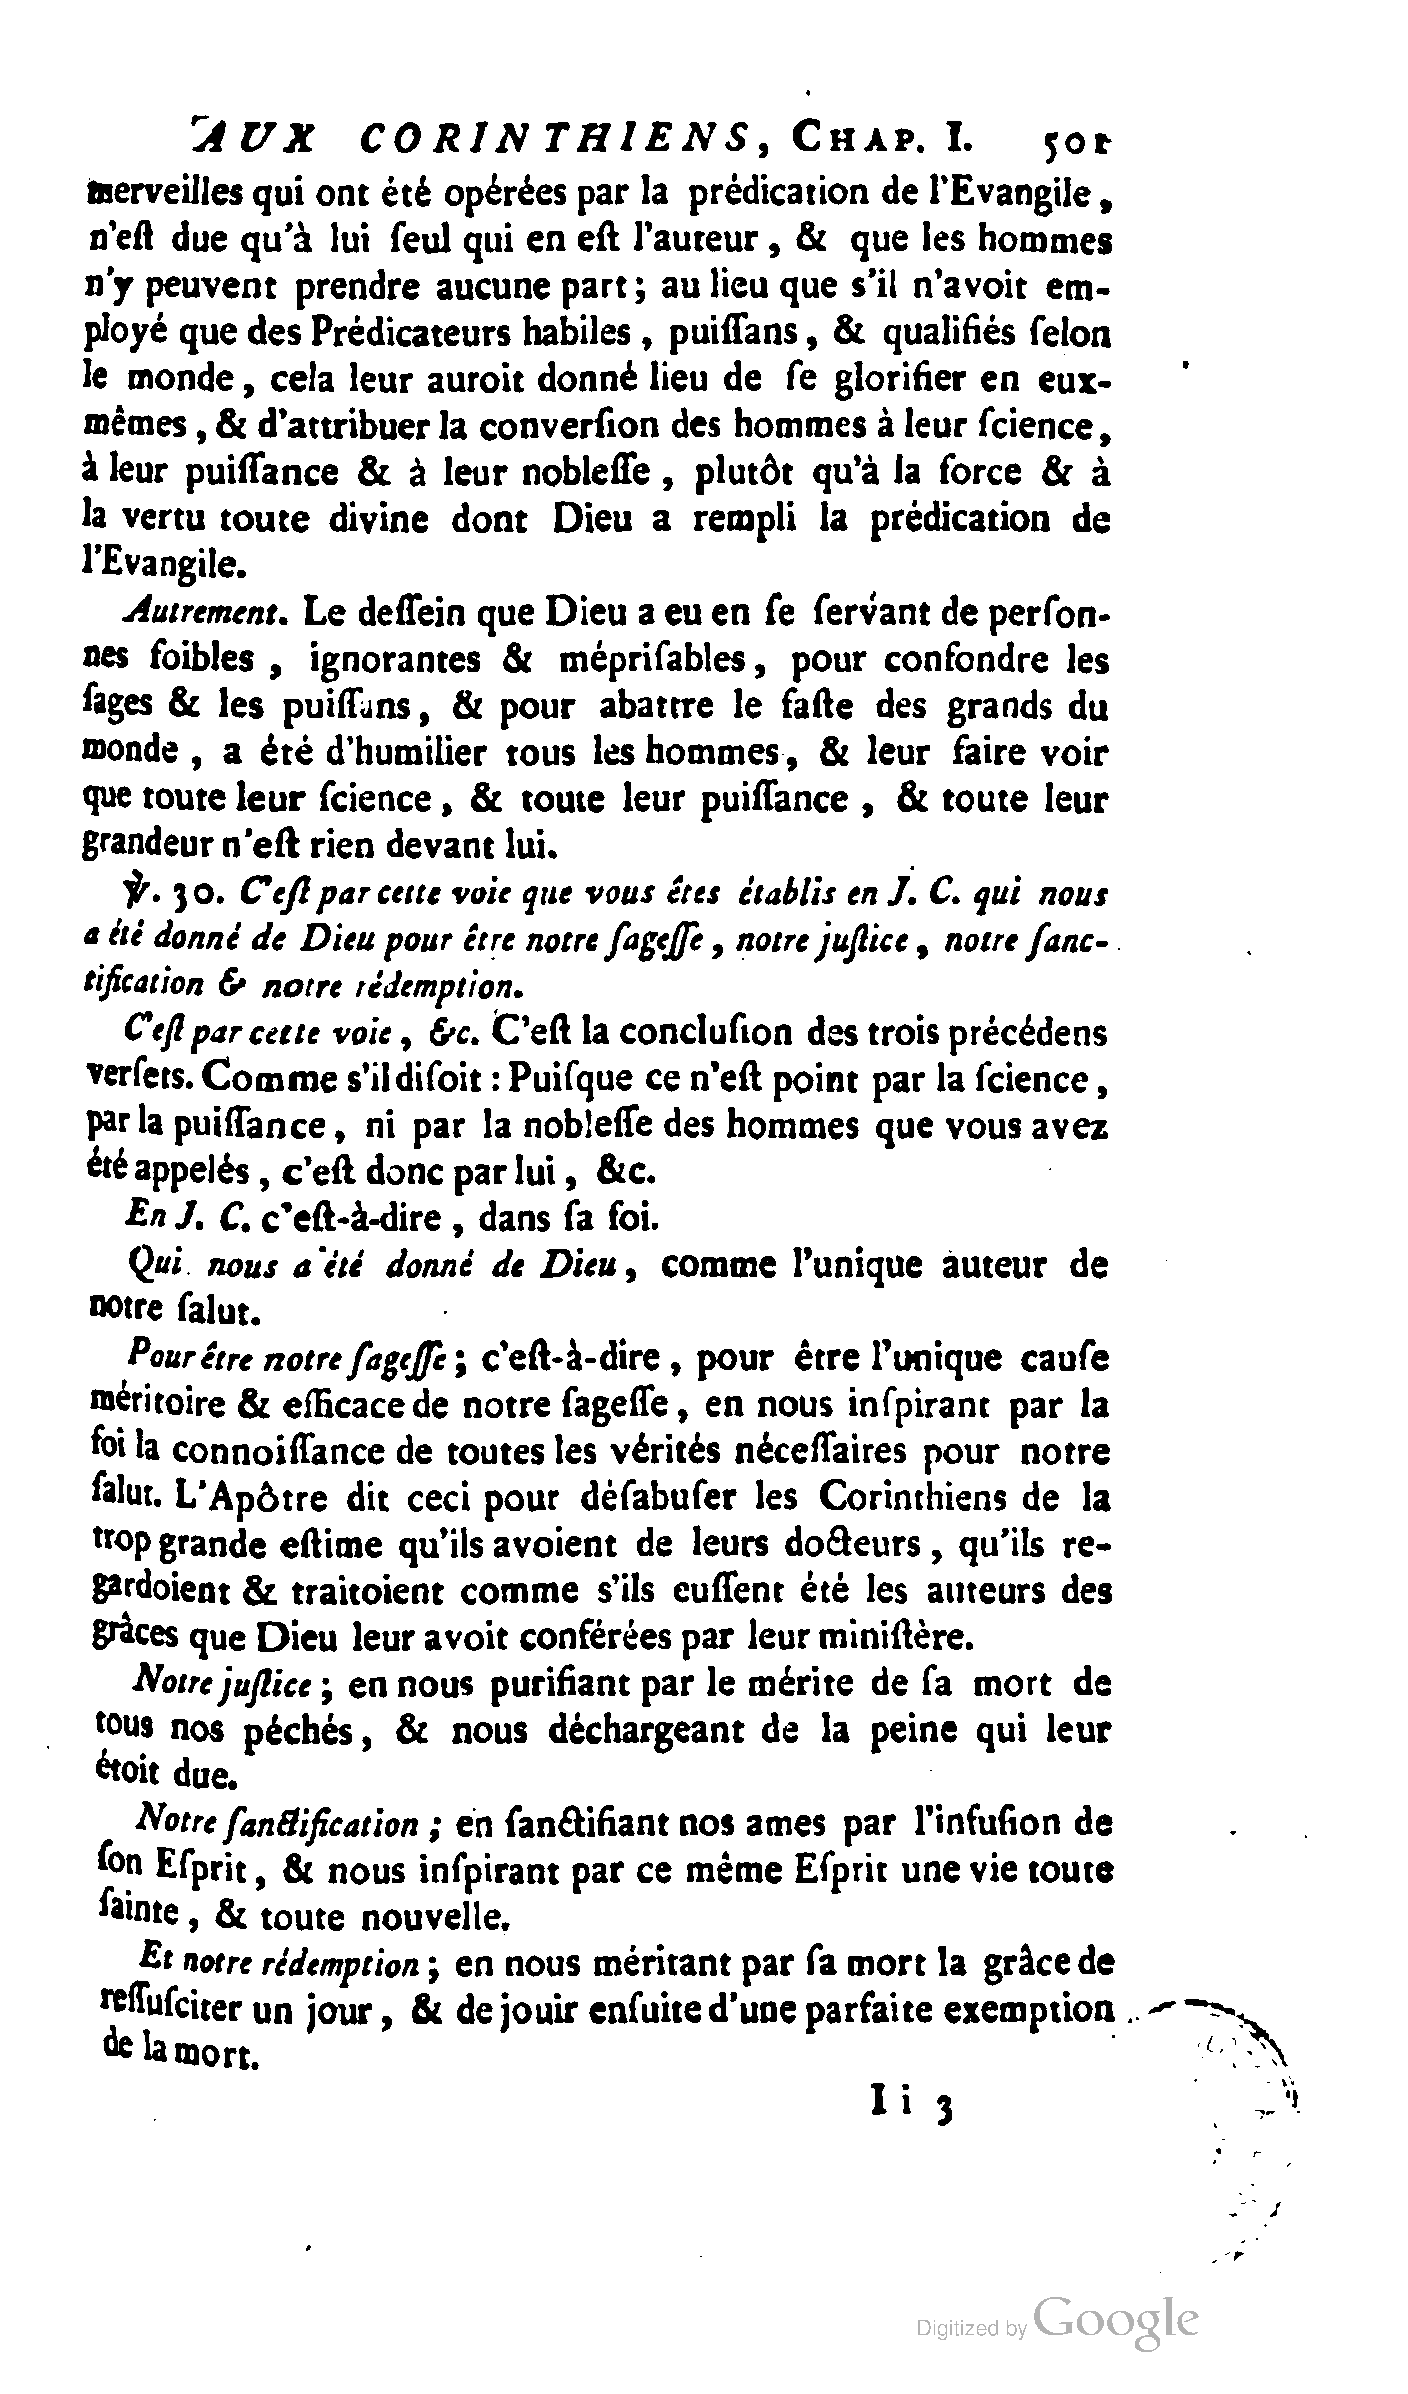 AUX CORINTHIENS, CHAP. I. 501
merveilles qui ont été opérées par la prédication de l'Evangile,
n'eſt due qu'à lui ſeul qui en eſt l'auteur, & que les hommes
n'y peuvent prendre aucune part; au lieu que s'il n'avoit em-
ployé que des Prédicateurs habiles, puiſſans, & qualifiés ſelon
le monde, cela leur auroit donné lieu de ſe glorifier en eux-
mêmes, & d'attribuer la converſion des hommes à leur ſcience,
à leur puiſſance & à leur nobleſſe, plutôt qu'à la force & à
la vertu toute divine dont Dieu a rempli la prédication de
l'Evangile.
Autrement. Le deſſein que Dieu a eu en ſe ſervant de perſon-
nes foibles, ignorantes & mépriſables, pour confondre les
ſages & les puiſſans, & pour abattre le faſte des grands du
monde, a été d'humilier tous les hommes, & leur faire voir
que toute leur ſcience, & toute leur puiſſance, & toute leur
grandeur n'eſt rien devant lui.
℣. 30. C'eſt par cette voie que vous êtes établis en J. C. qui nous
a été donné de Dieu pour être notre ſageſſe, notre juſtice, notre ſanc-
tification & notre rédemption.
C'eſt par cette voie, &c. C'eſt la concluſion des trois précédens
verſets. Comme s'il diſoit : Puiſque ce n'eſt point par la ſcience,
par la puiſſance, ni par la nobleſſe des hommes que vous avez
été appelés, c'eſt donc par lui, &c.
En J. C. c'eſt-à-dire, dans ſa foi.
Qui nous a été donné de Dieu, comme l'unique auteur de
notre ſalut.
Pour être notre ſageſſe; c'eſt-à-dire, pour être l'unique cauſe
méritoire & efficace de notre ſageſſe, en nous inſpirant par la
foi la connoiſſance de toutes les vérités néceſſaires pour notre
ſalut. L'Apôtre dit ceci pour déſabuſer les Corinthiens de la
trop grande eſtime qu'ils avoient de leurs docteurs, qu'ils re-
gardoient & traitoient comme s'ils euſſent été les auteurs des
grâces que Dieu leur avoit conférées par leur miniſtère.
Notre juſtice; en nous purifiant par le mérite de ſa mort de
tous nos péchés, & nous déchargeant de la peine qui leur
étoit due.
Notre ſanctification; en ſanctifiant nos ames par l'infuſion de
ſon Eſprit, & nous inſpirant par ce même Eſprit une vie toute
ſainte, & toute nouvelle.
Et notre rédemption; en nous méritant par ſa mort la grâce de
reſſuſciter un jour, & de jouir enſuite d'une parfaite exemption
de la mort.
I i 3
Digitized by Google